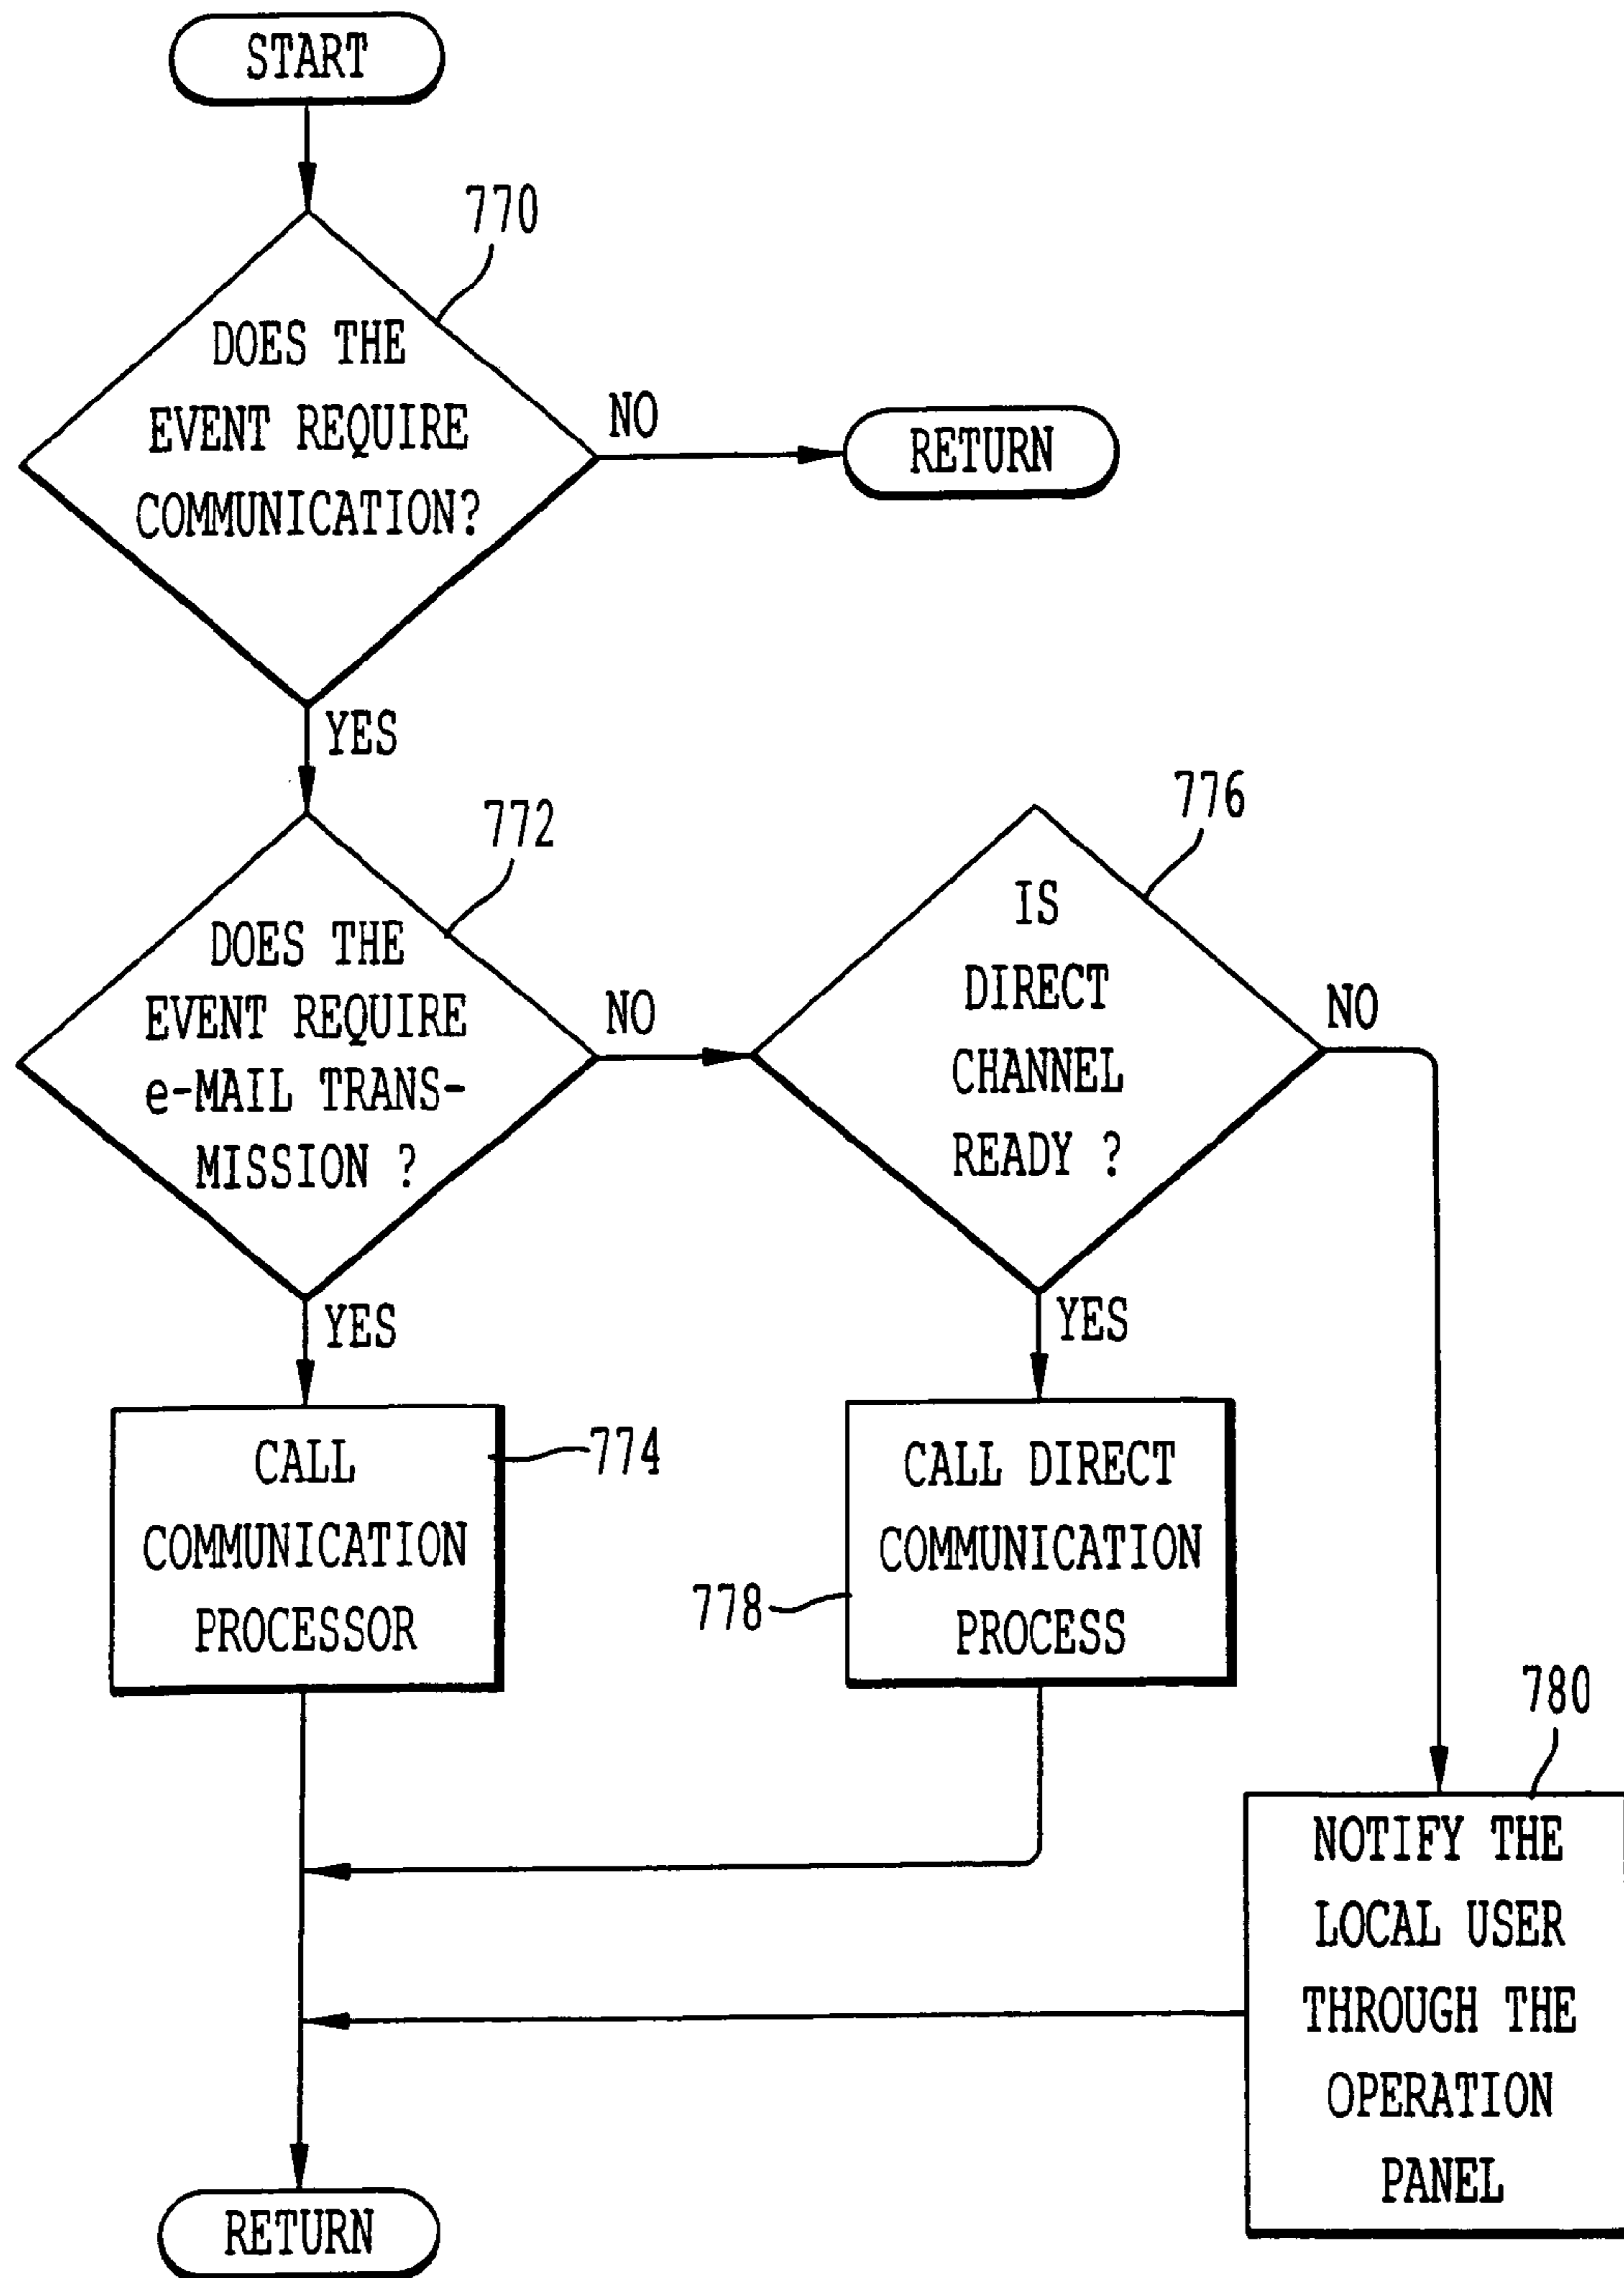 START
770
DOES THE
EVENT REQUIRE
COMMUNICATION?
NO
RETURN
YES
772
DOES THE
EVENT REQUIRE
e-MAIL TRANS-
MISSION ?
NO
776
IS
DIRECT
CHANNEL
READY ?
NO
YES
YES
CALL
COMMUNICATION
PROCESSOR
774
CALL DIRECT
COMMUNICATION
PROCESS
778
780
NOTIFY THE
LOCAL USER
THROUGH THE
OPERATION
PANEL
RETURN